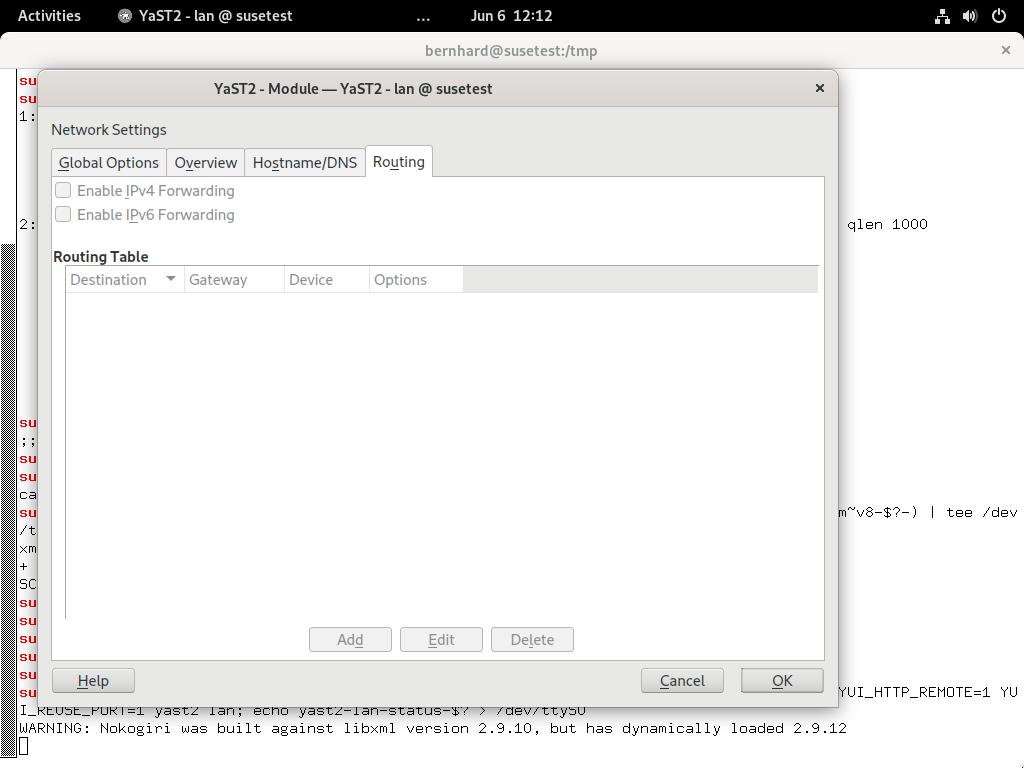 Activities YaST2 - lan @ susetest ... Jun 6 12:12
bernhard@susetest:/tmp
su
su
1:
YaST2 - Module — YaST2 - lan @ susetest
Network Settings
Global Options Overview Hostname/DNS Routing
Enable IPv4 Forwarding
Enable IPv6 Forwarding
2: qlen 1000
Routing Table
Destination Gateway Device Options
su
;;
su
su
ca
su m~v8-$?-) | tee /dev
/t
xm
+
SC
su
su
su
su
su
Add Edit Delete
Help Cancel OK
su YUI_HTTP_REMOTE=1 YU
I_REUSE_PORT=1 yast2 lan; echo yast2-lan-status-$? > /dev/ttyS0
WARNING: Nokogiri was built against libxml version 2.9.10, but has dynamically loaded 2.9.12